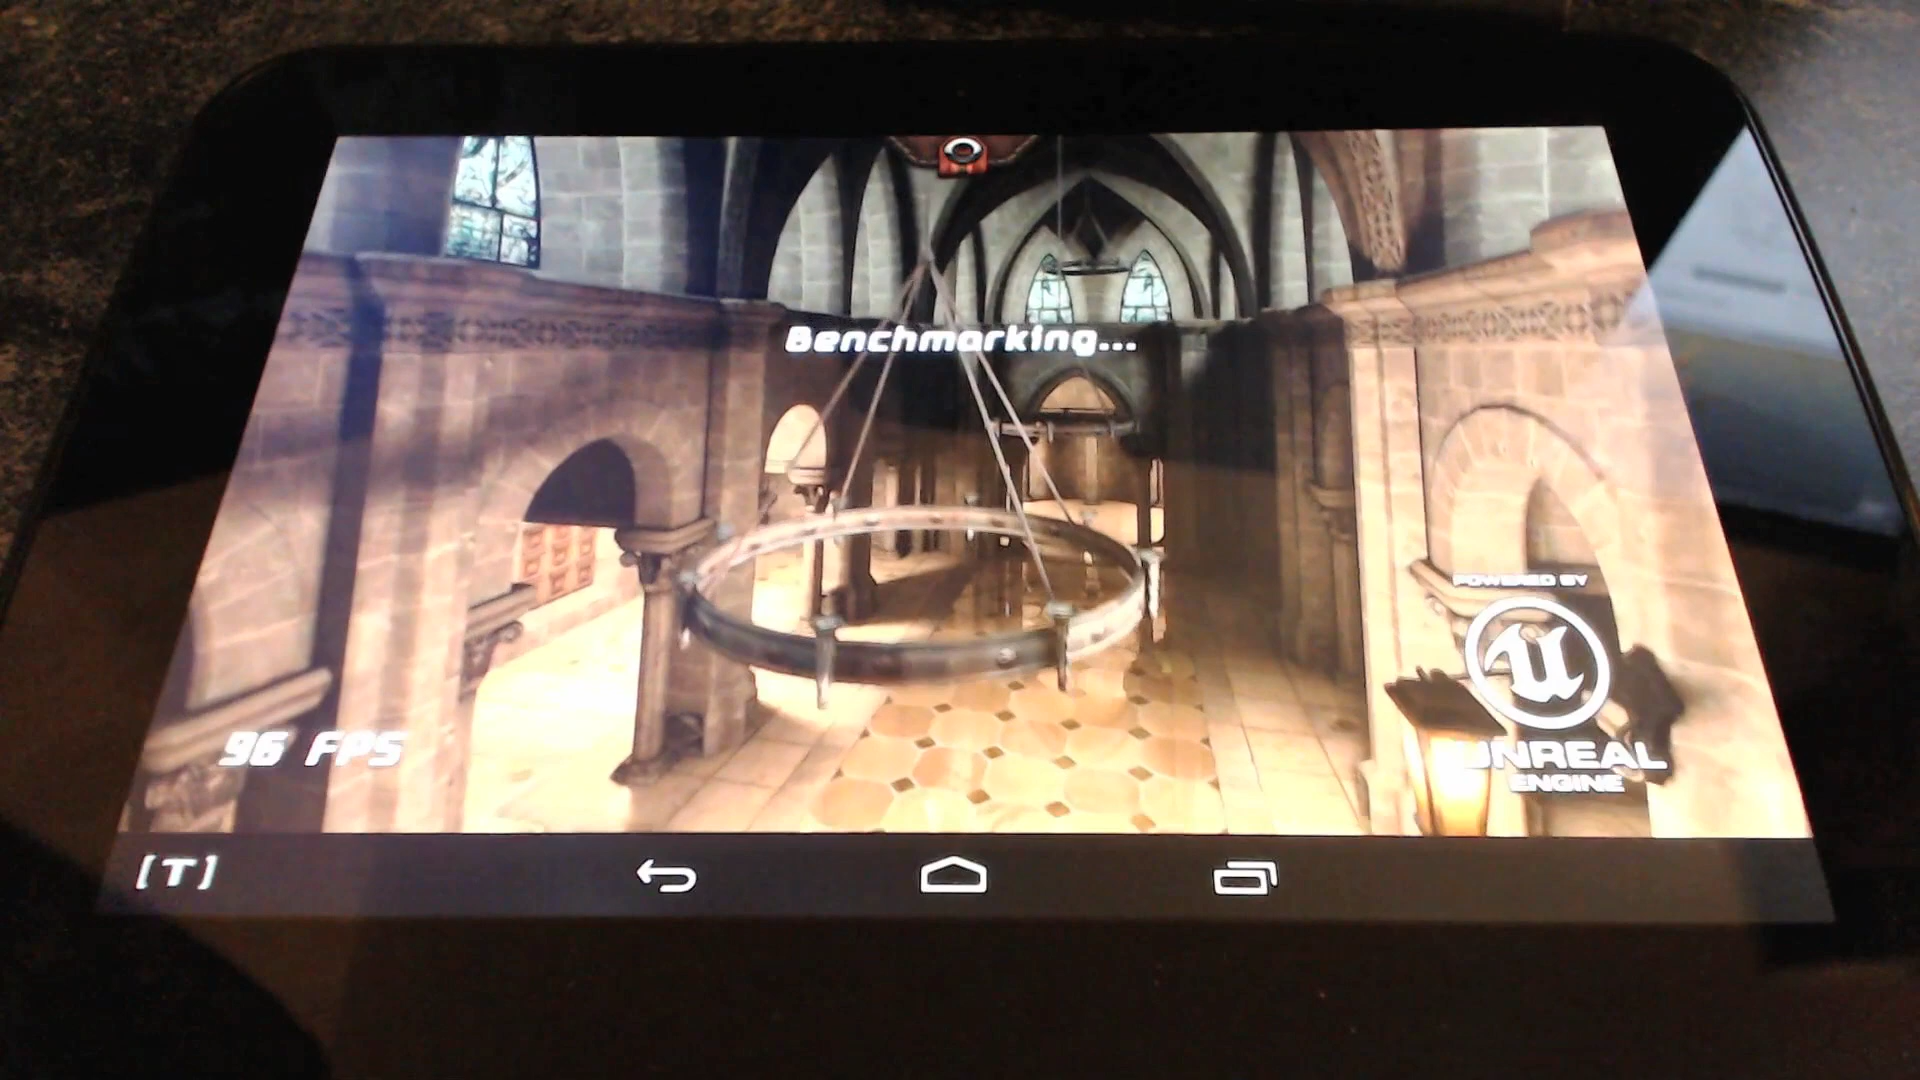 Benchmarking...
POWERED BY
UNREAL
ENGINE
96 FPS
[T]